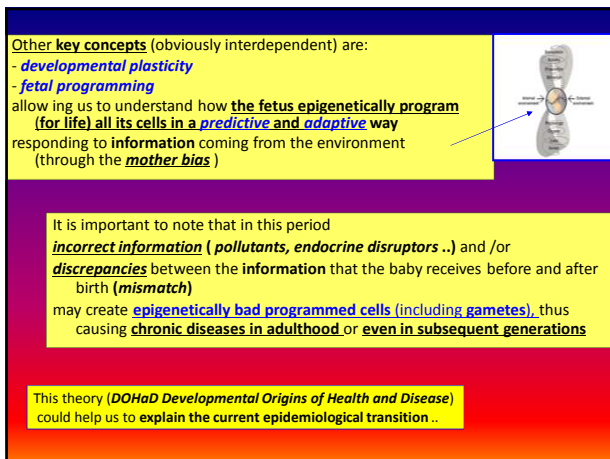 Other key concepts (obviously interdependent) are:
- developmental plasticity
- fetal programming
allow ing us to understand how the fetus epigenetically program
(for life) all its cells in a predictive and adaptive way
responding to information coming from the environment
(through the mother bias )
It is important to note that in this period
incorrect information ( pollutants, endocrine disruptors ..) and /or
discrepancies between the information that the baby receives before and after
birth (mismatch)
may create epigenetically bad programmed cells (including gametes), thus
causing chronic diseases in adulthood or even in subsequent generations
This theory (DOHaD Developmental Origins of Health and Disease)
could help us to explain the current epidemiological transition ..